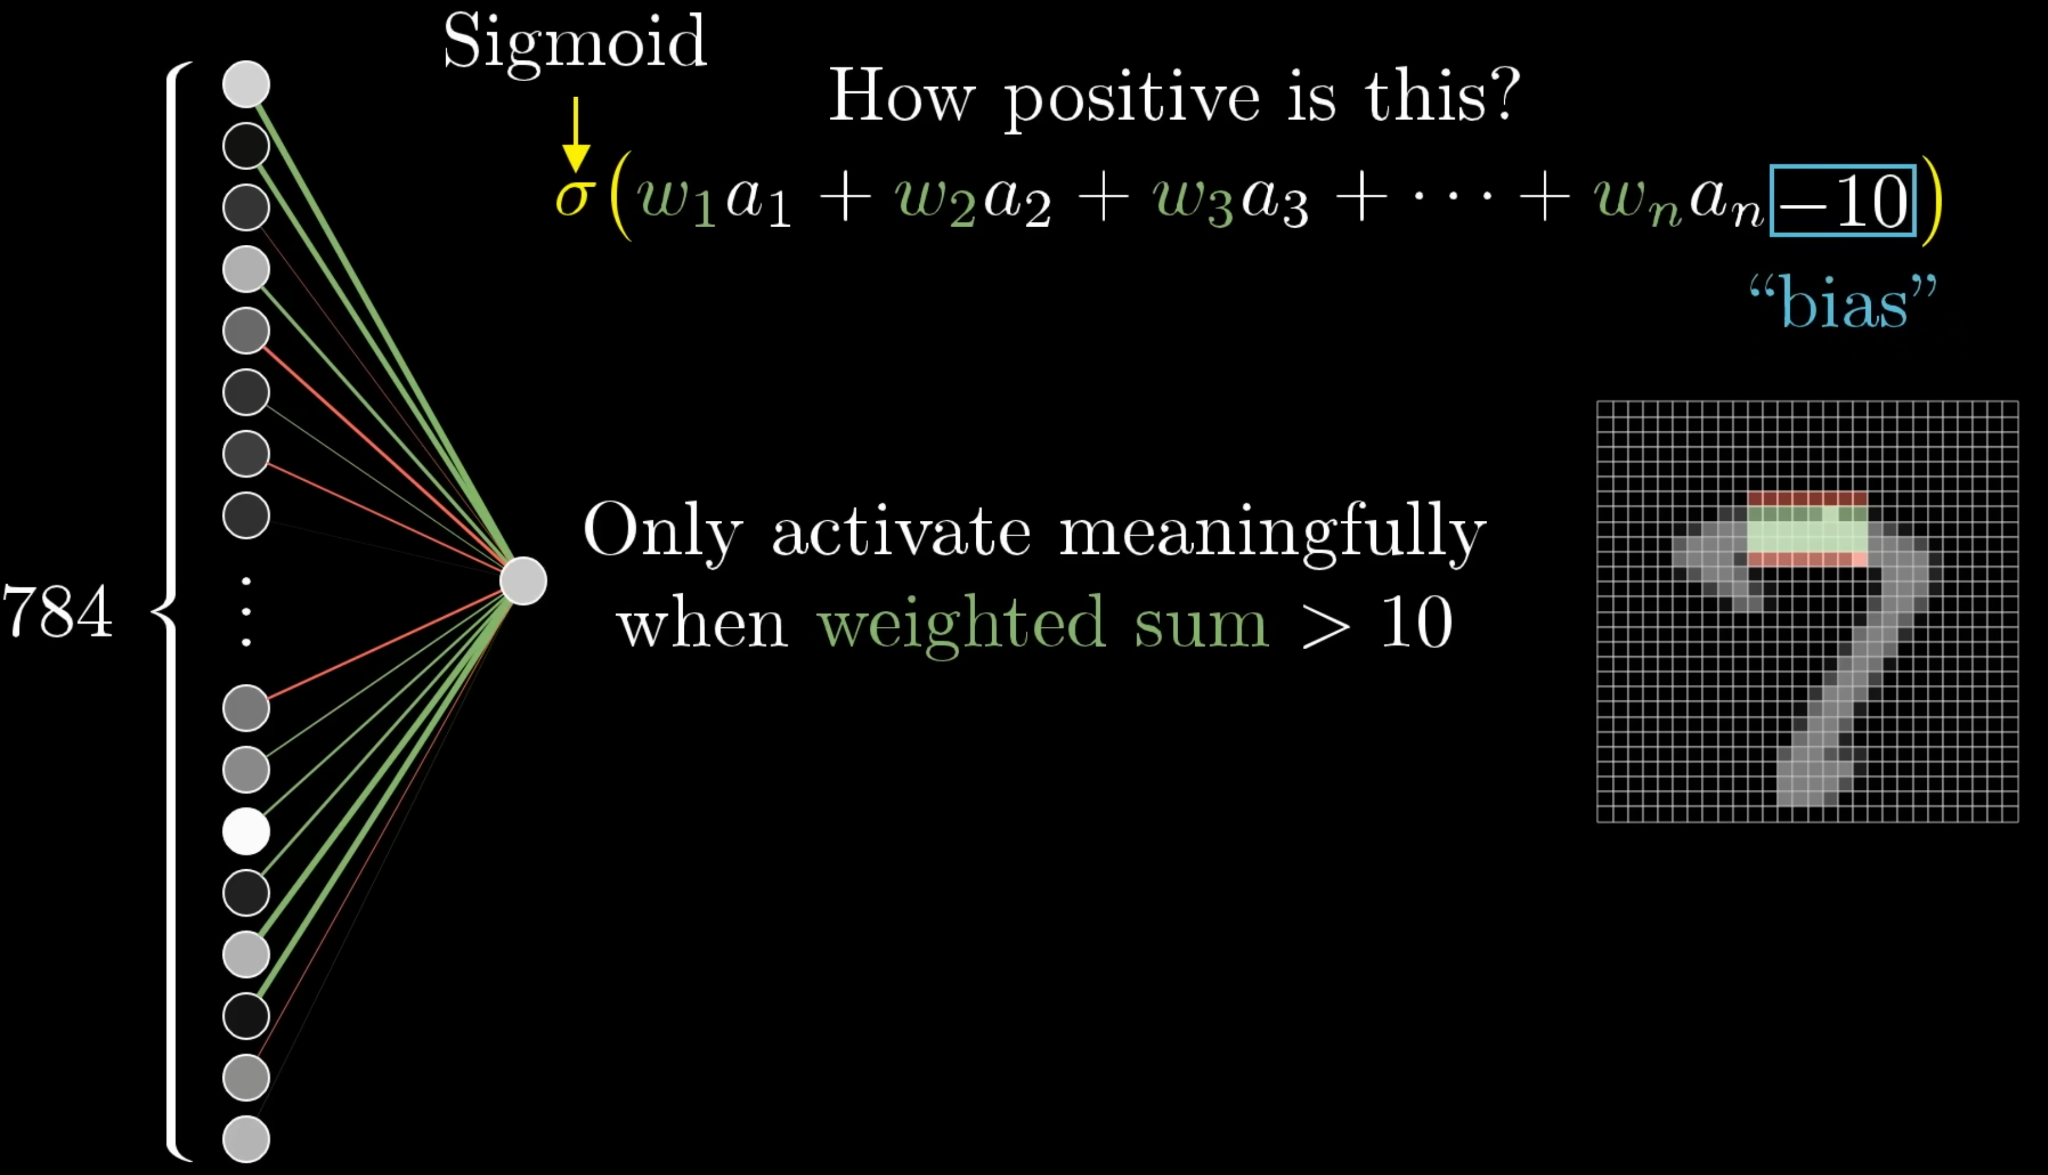 Sigmoid
How positive is this?
σ(w₁a₁ + w₂a₂ + w₃a₃ + ⋯ + wₙaₙ −10)
“bias”
Only activate meaningfully
when weighted sum > 10
784